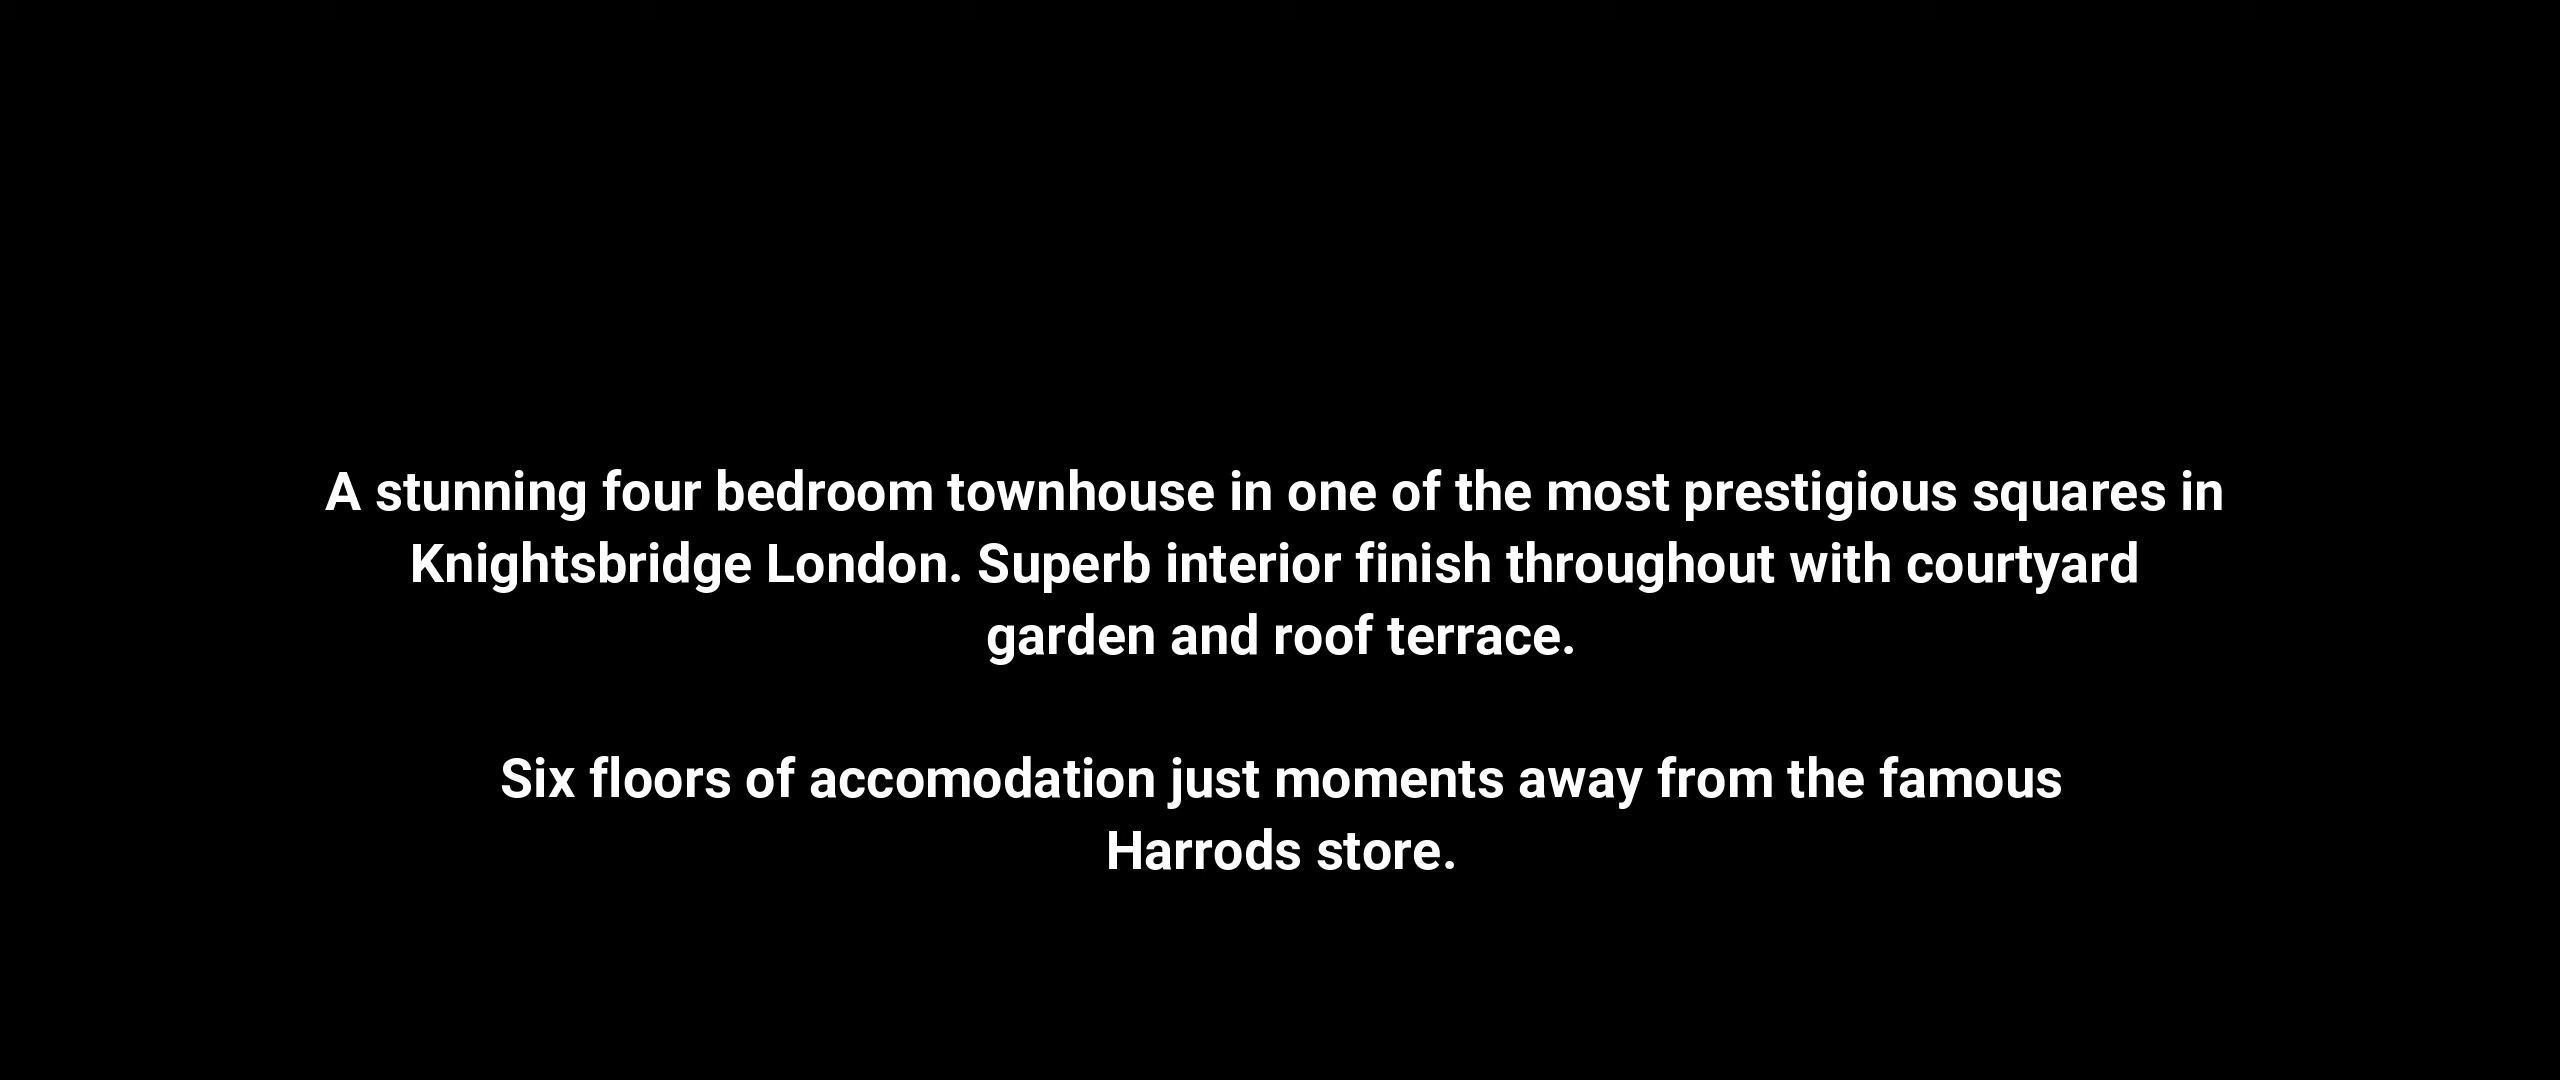 A stunning four bedroom townhouse in one of the most prestigious squares in
Knightsbridge London. Superb interior finish throughout with courtyard
garden and roof terrace.
Six floors of accomodation just moments away from the famous
Harrods store.